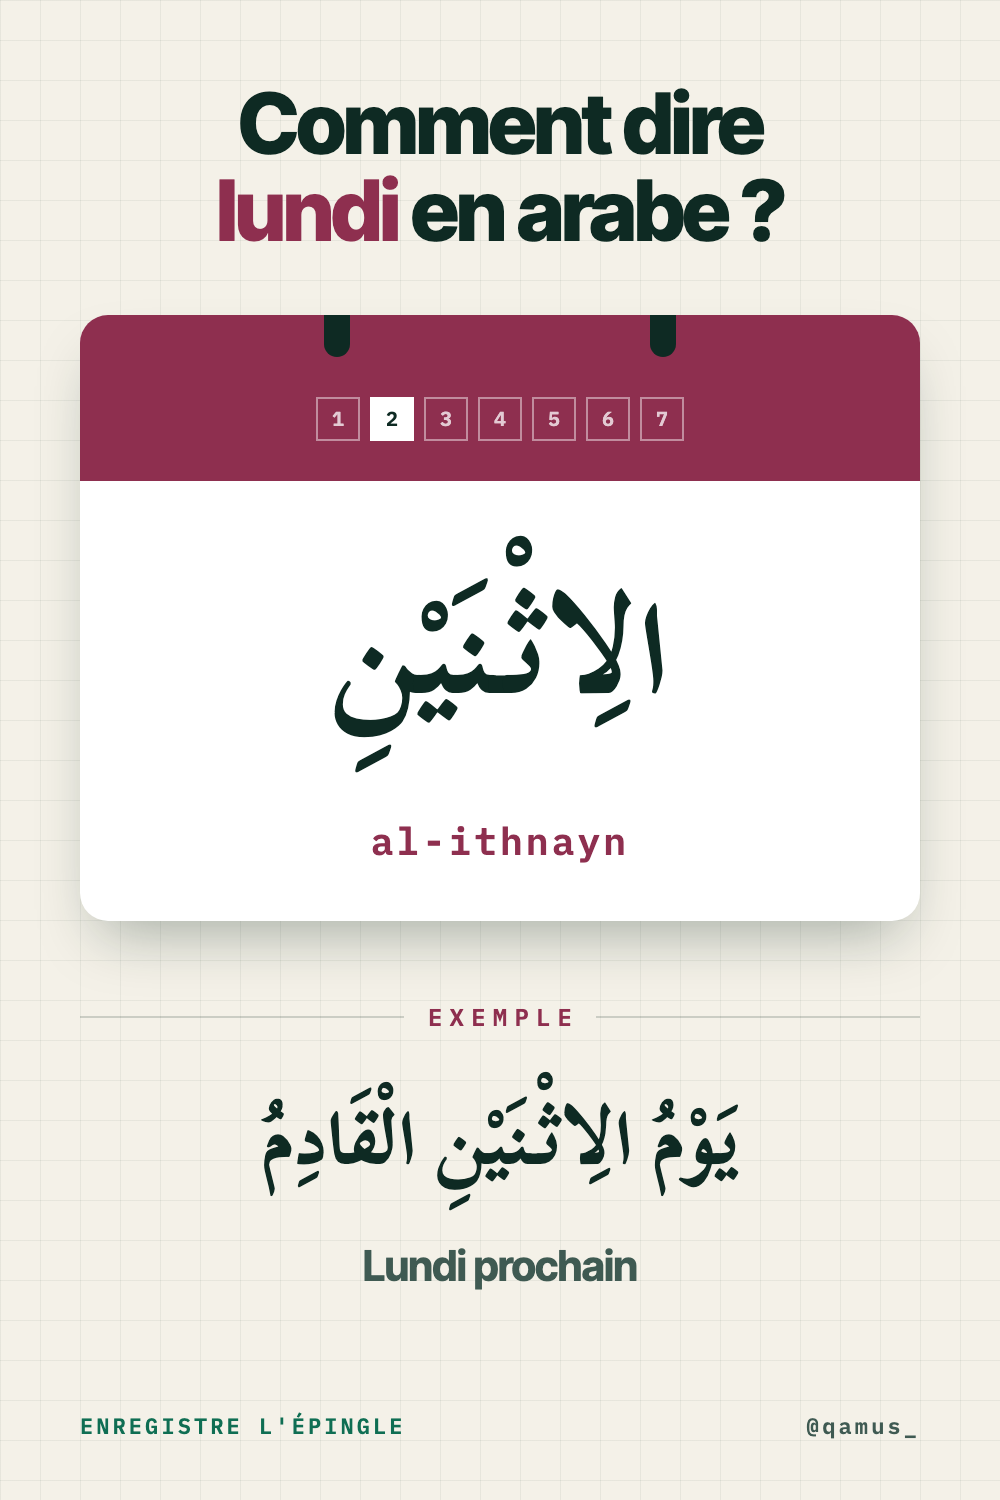 Comment dire
lundi en arabe ?
1 2 3 4 5 6 7
الِاثْنَيْنِ
al-ithnayn
EXEMPLE
يَوْمُ الِاثْنَيْنِ الْقَادِمُ
Lundi prochain
ENREGISTRE L'ÉPINGLE
@qamus_